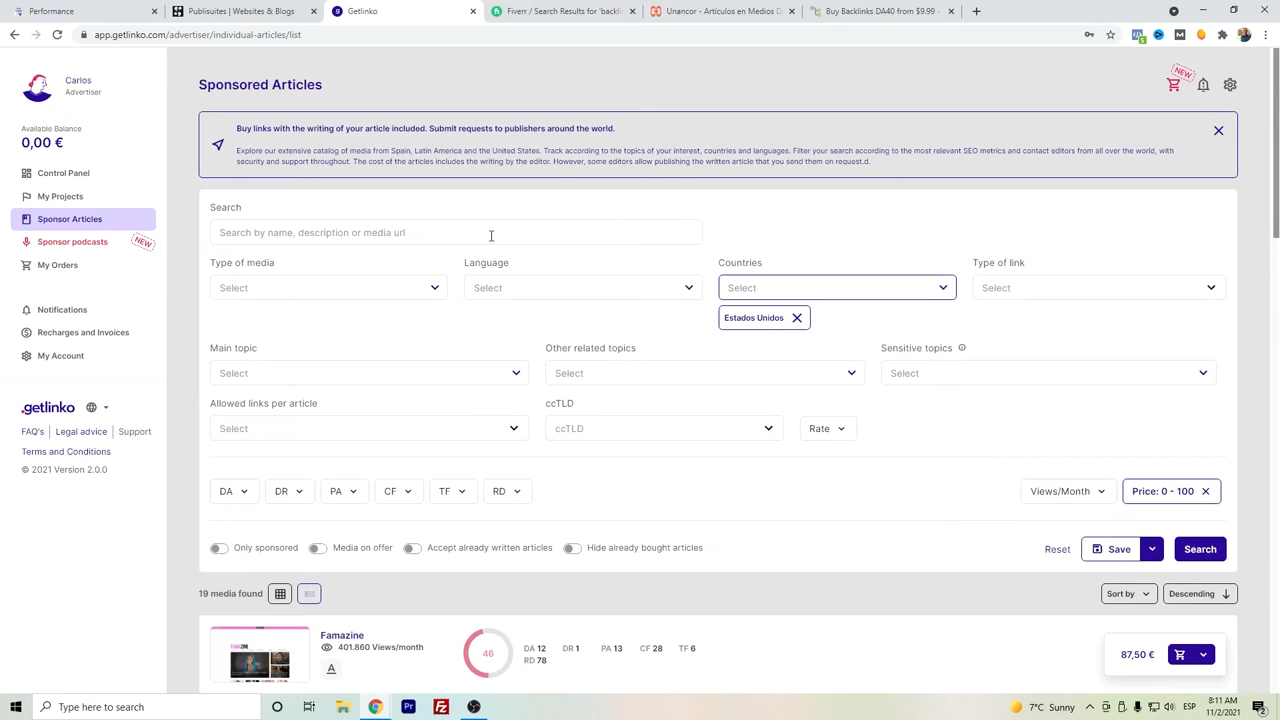 Performance
Publisuites | Websites & Blogs
Getlinko
Fiverr / Search Results for 'backli
Unancor - Artículos en Medios D
Buy Backlinks DA40 from $9.99 -
app.getlinko.com/advertiser/individual-articles/list
Carlos
Advertiser
Available Balance
0,00 €
Control Panel
My Projects
Sponsor Articles
Sponsor podcasts NEW
My Orders
Notifications
Recharges and Invoices
My Account
.getlinko
FAQ's Legal advice Support
Terms and Conditions
© 2021 Version 2.0.0
Sponsored Articles
NEW
Buy links with the writing of your article included. Submit requests to publishers around the world.
Explore our extensive catalog of media from Spain, Latin America and the United States. Track according to the topics of your interest, countries and languages. Filter your search according to the most relevant SEO metrics and contact editors from all over the world, with
security and support throughout. The cost of the articles includes the writing by the editor. However, some editors allow publishing the written article that you send them on request.d.
Search
Search by name, description or media url
Type of media Language Countries Type of link
Select Select Select Select
Estados Unidos
Main topic Other related topics Sensitive topics
Select Select Select
Allowed links per article ccTLD
Select ccTLD Rate
DA DR PA CF TF RD Views/Month Price: 0 - 100
Only sponsored Media on offer Accept already written articles Hide already bought articles Reset Save Search
19 media found Sort by Descending
FAMAZINE
Famazine
401.860 Views/month
46
DA 12 DR 1 PA 13 CF 28 TF 6
RD 78
87,50 €
Type here to search
7°C Sunny
ESP
8:11 AM
11/2/2021